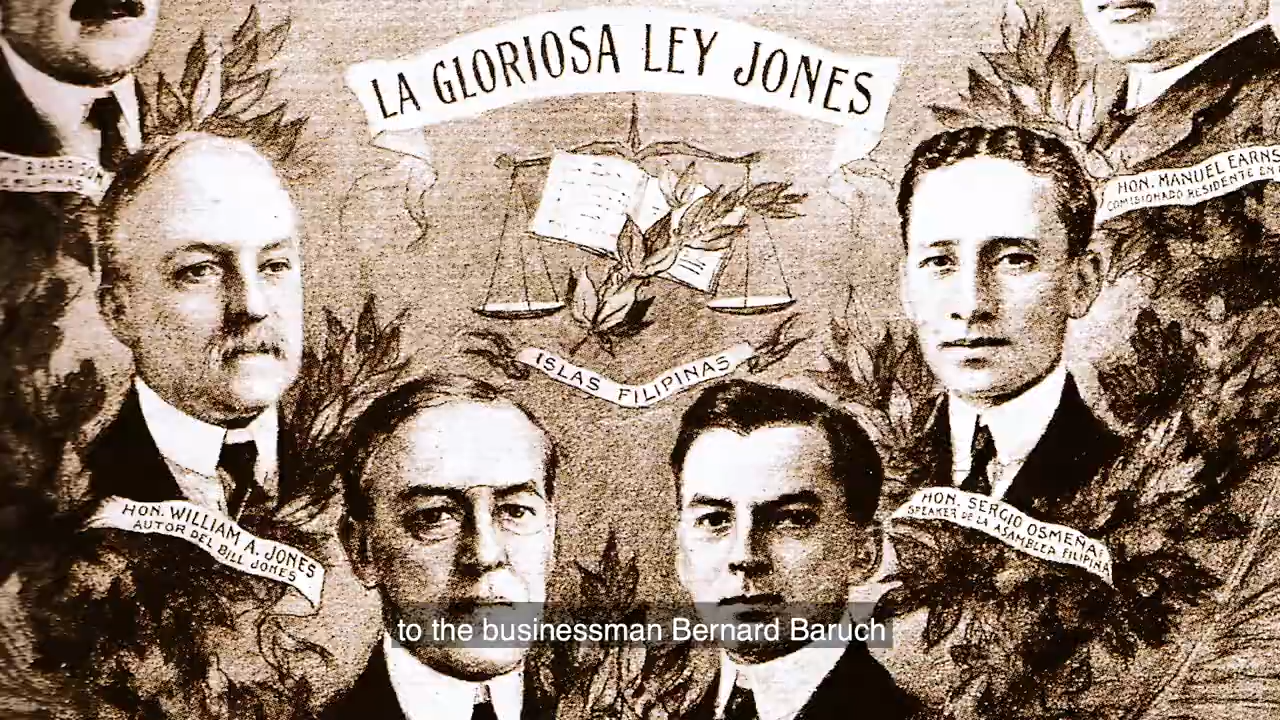 LA GLORIOSA LEY JONES
HON. MANUEL EARNS
COMISIONADO RESIDENTE EN
ISLAS FILIPINAS
HON. WILLIAM A. JONES
AUTOR DEL BILL JONES
HON. SERGIO OSMEÑA
SPEAKER DE LA ASAMBLEA FILIPINA
to the businessman Bernard Baruch